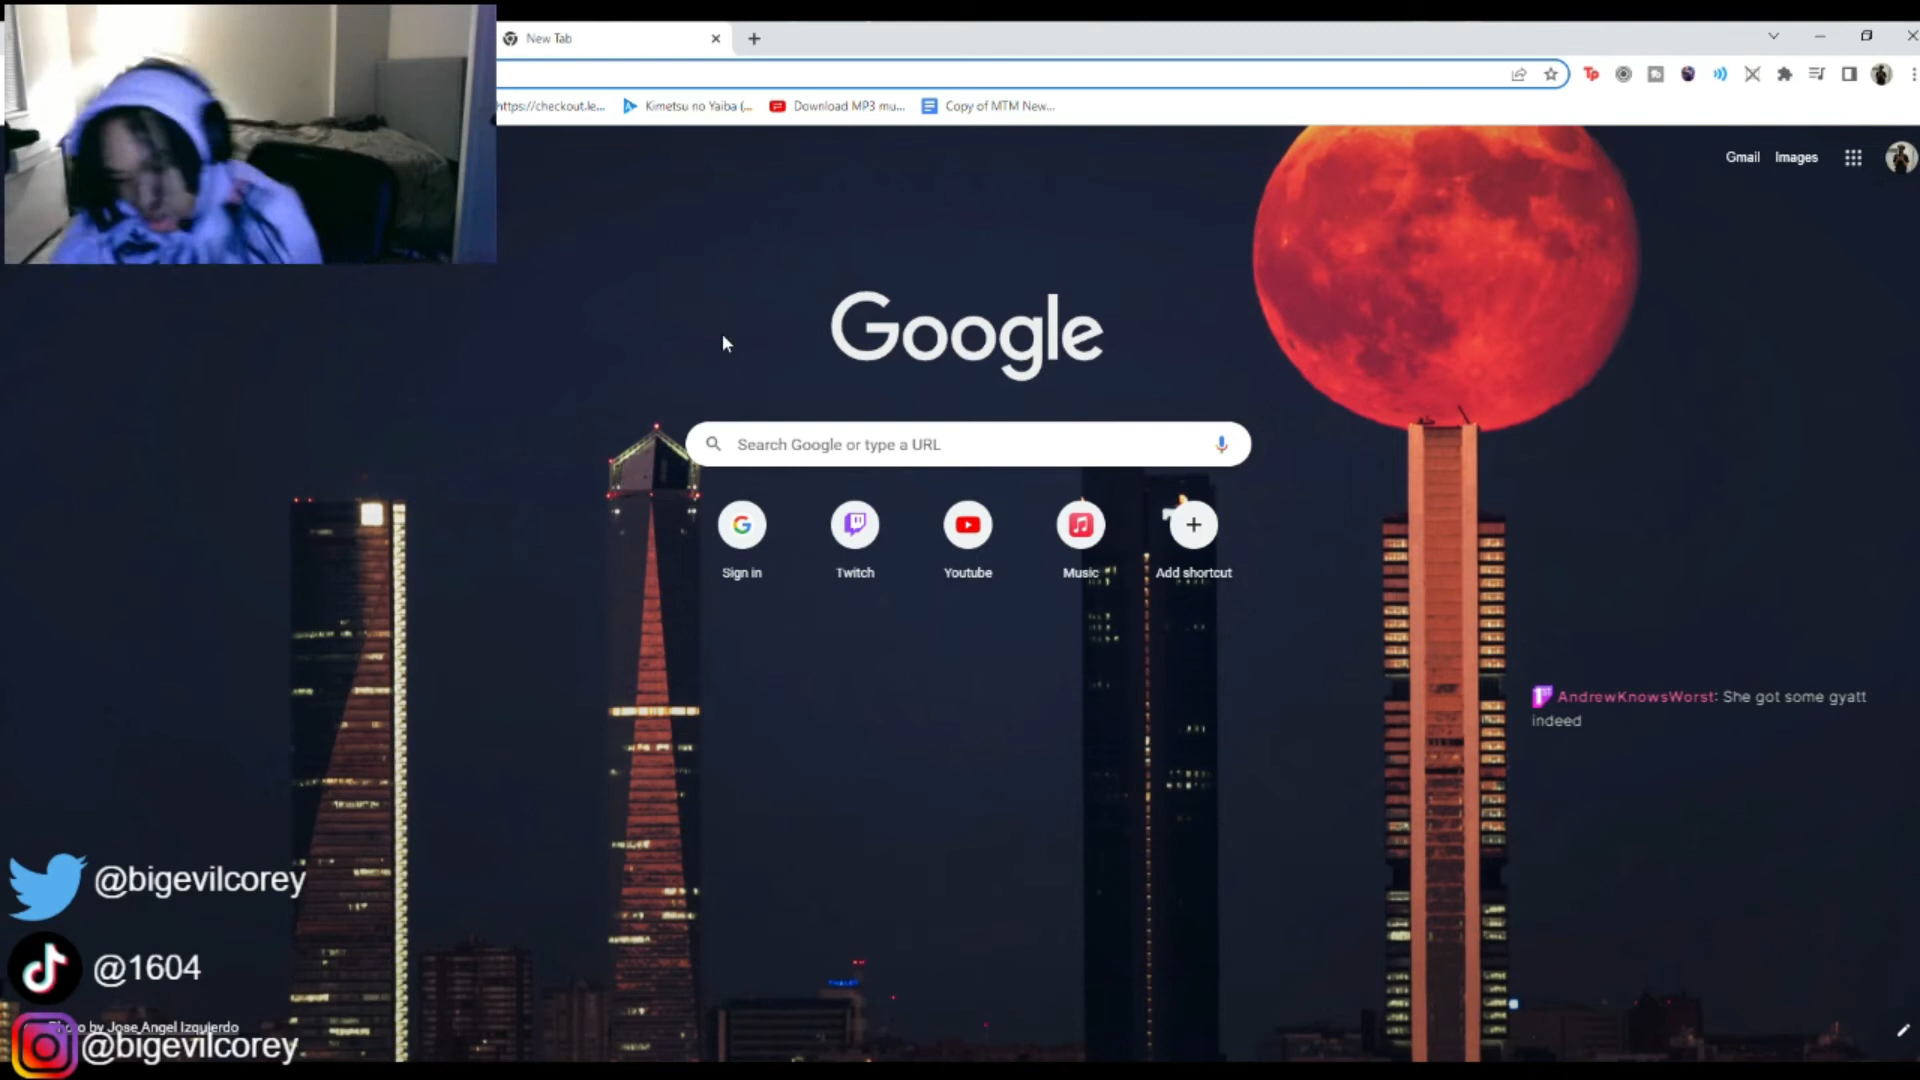 New Tab
https://checkout.le...
Kimetsu no Yaiba (...
Download MP3 mu...
Copy of MTM New...
Gmail Images
Google
Search Google or type a URL
Sign in
Twitch
Youtube
Music
Add shortcut
AndrewKnowsWorst: She got some gyatt
indeed
@bigevilcorey
@1604
Photo by Jose Angel Izquierdo
@bigevilcorey